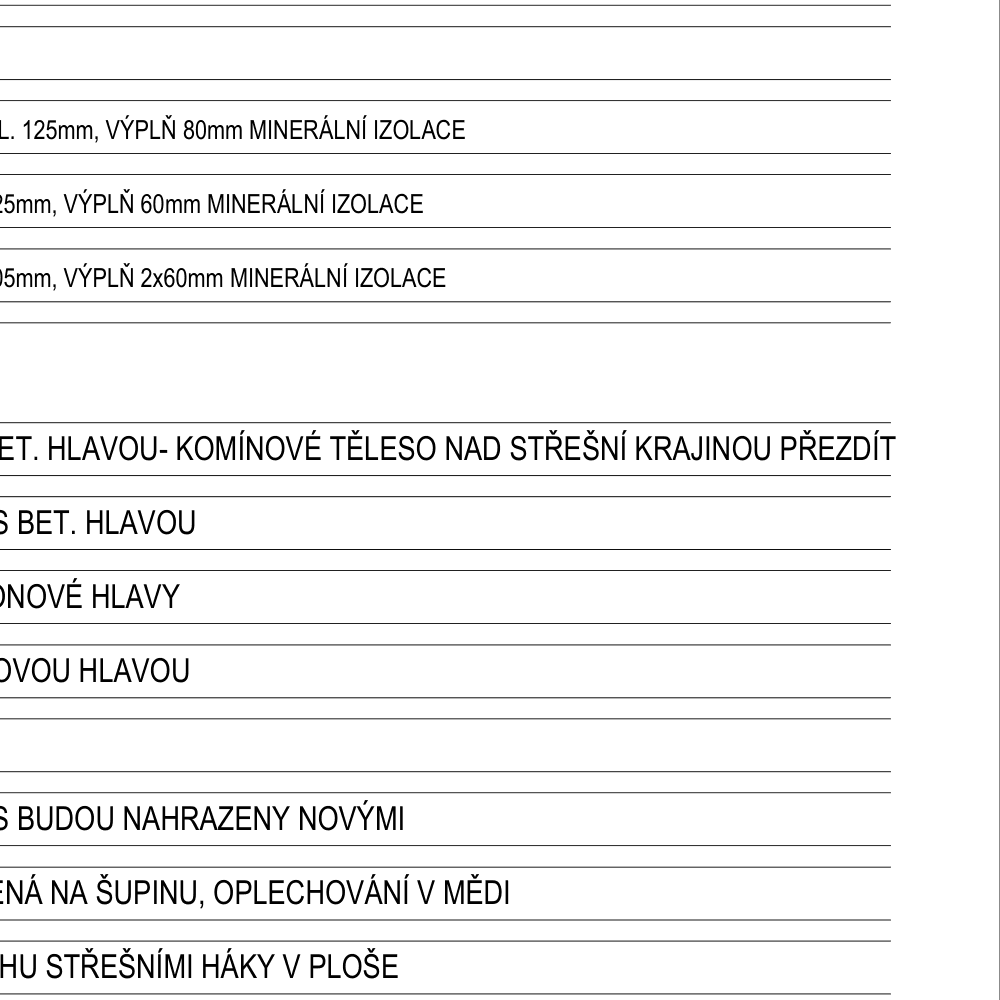 L. 125mm, VÝPLŇ 80mm MINERÁLNÍ IZOLACE
25mm, VÝPLŇ 60mm MINERÁLNÍ IZOLACE
05mm, VÝPLŇ 2x60mm MINERÁLNÍ IZOLACE
ET. HLAVOU- KOMÍNOVÉ TĚLESO NAD STŘEŠNÍ KRAJINOU PŘEZDÍT
S BET. HLAVOU
ONOVÉ HLAVY
OVOU HLAVOU
S BUDOU NAHRAZENY NOVÝMI
ENÁ NA ŠUPINU, OPLECHOVÁNÍ V MĚDI
HU STŘEŠNÍMI HÁKY V PLOŠE